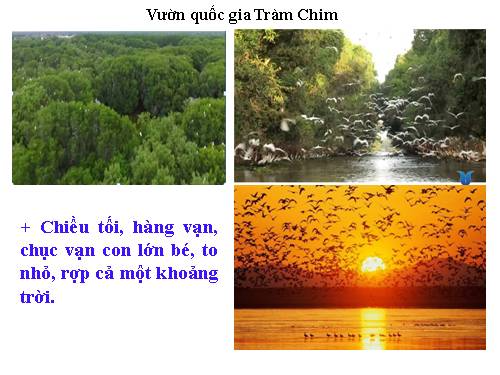 Vườn quốc gia Tràm Chim
+ Chiều tối, hàng vạn,
chục vạn con lớn bé, to
nhỏ, rợp cả một khoảng
trời.